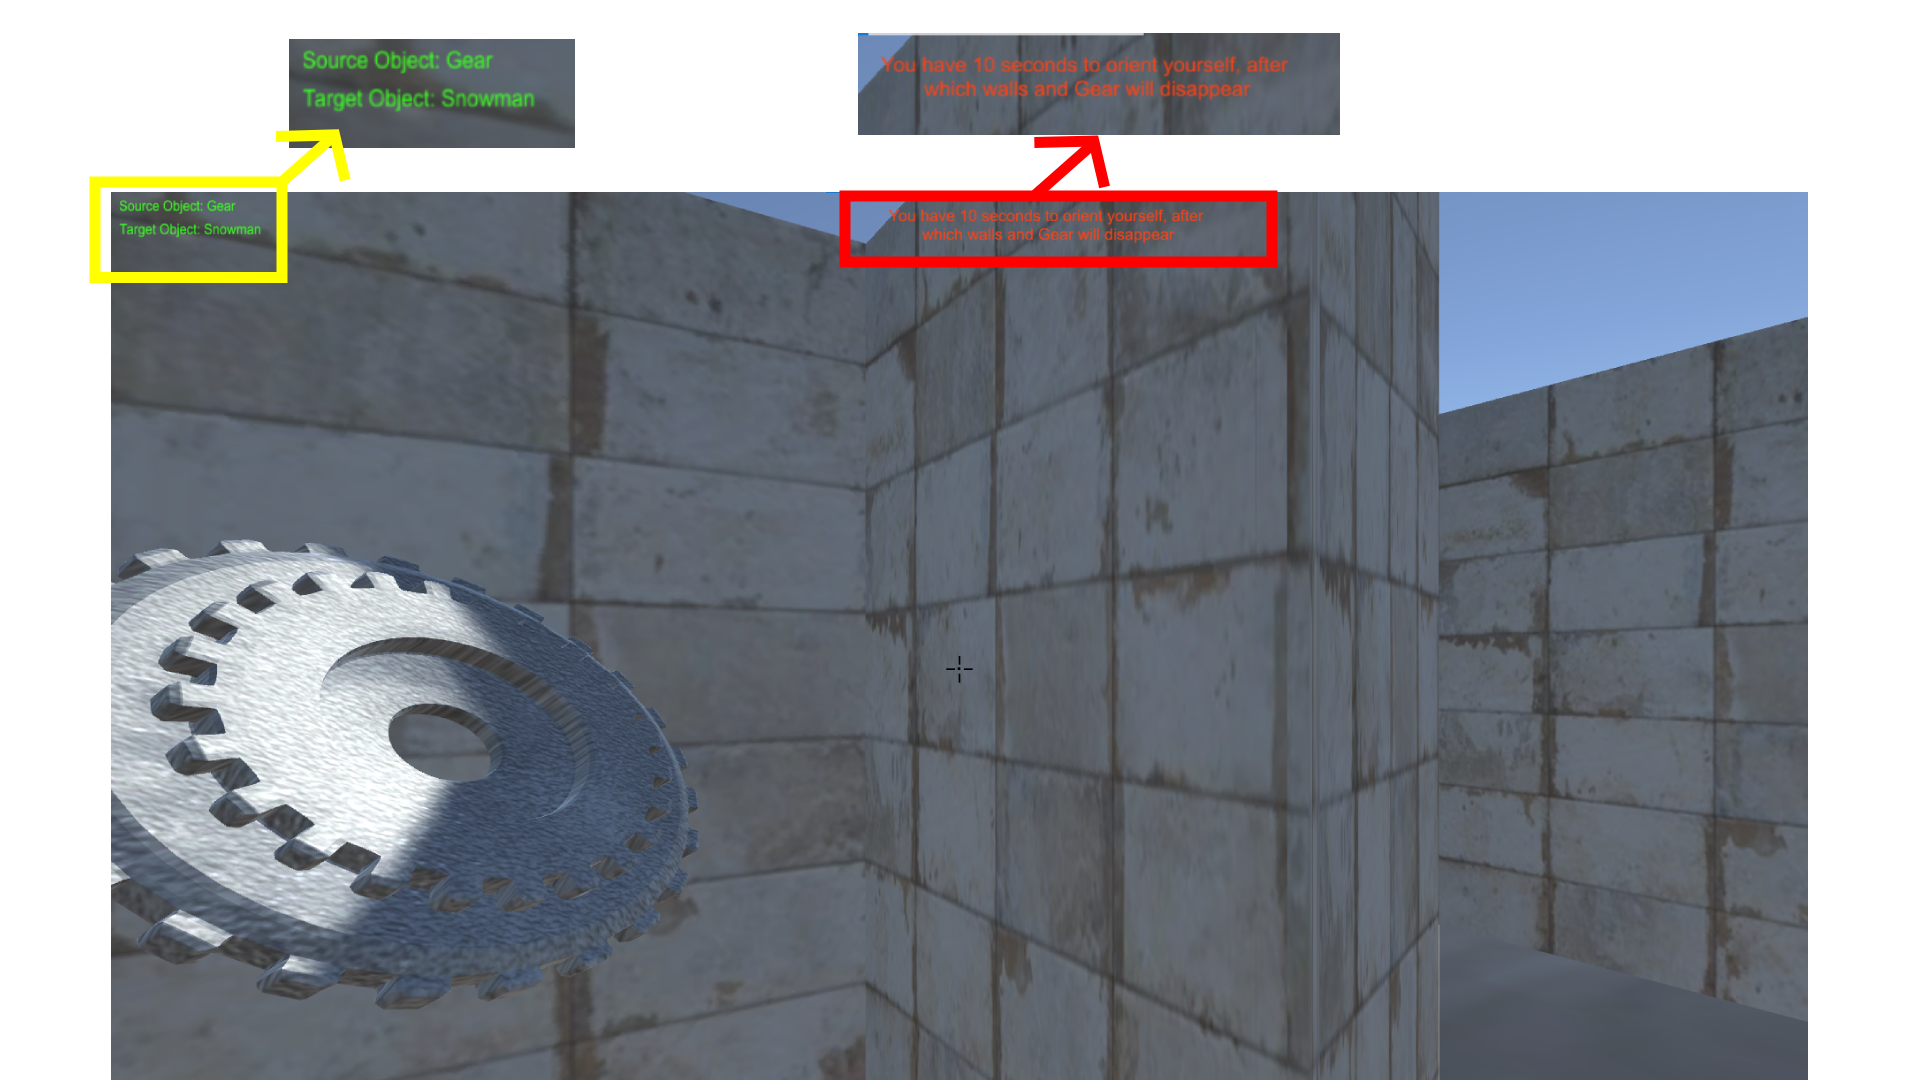 Source Object: Gear
Target Object: Snowman
You have 10 seconds to orient yourself, after
which walls and Gear will disappear
Source Object: Gear
Target Object: Snowman
You have 10 seconds to orient yourself, after
which walls and Gear will disappear